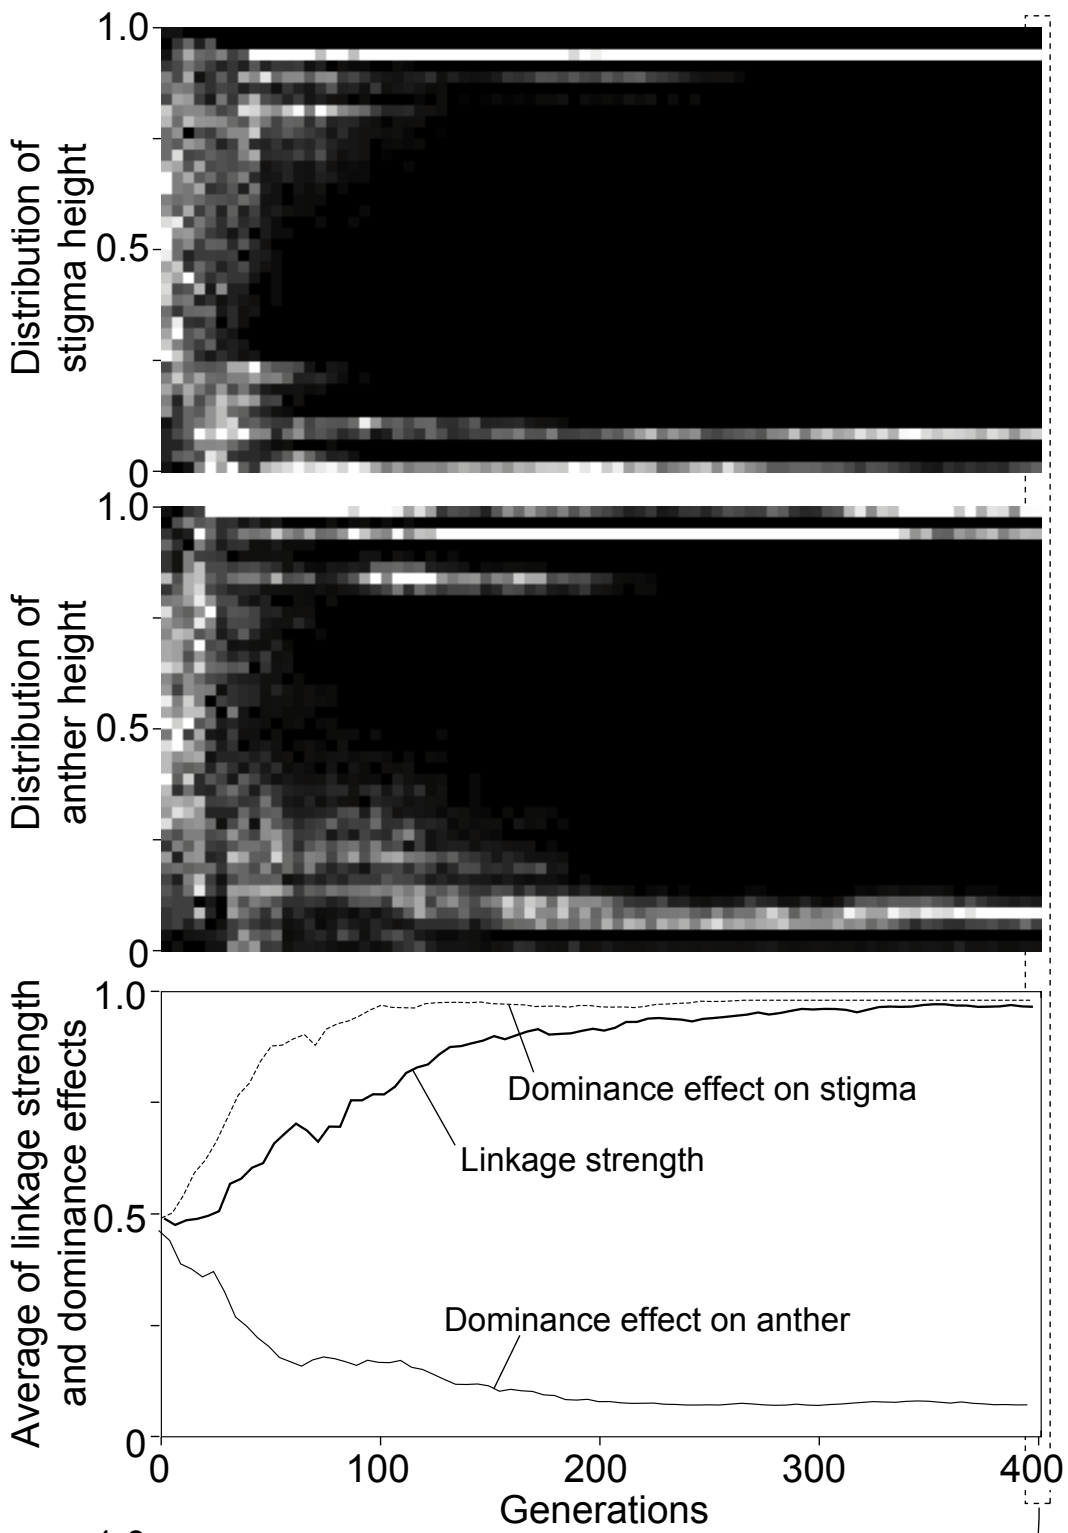 1.0
Distribution of
stigma height
0.5
0
1.0
Distribution of
anther height
0.5
0
Average of linkage strength
and dominance effects
1.0
Dominance effect on stigma
Linkage strength
0.5
Dominance effect on anther
0
0 100 200 300 400
Generations